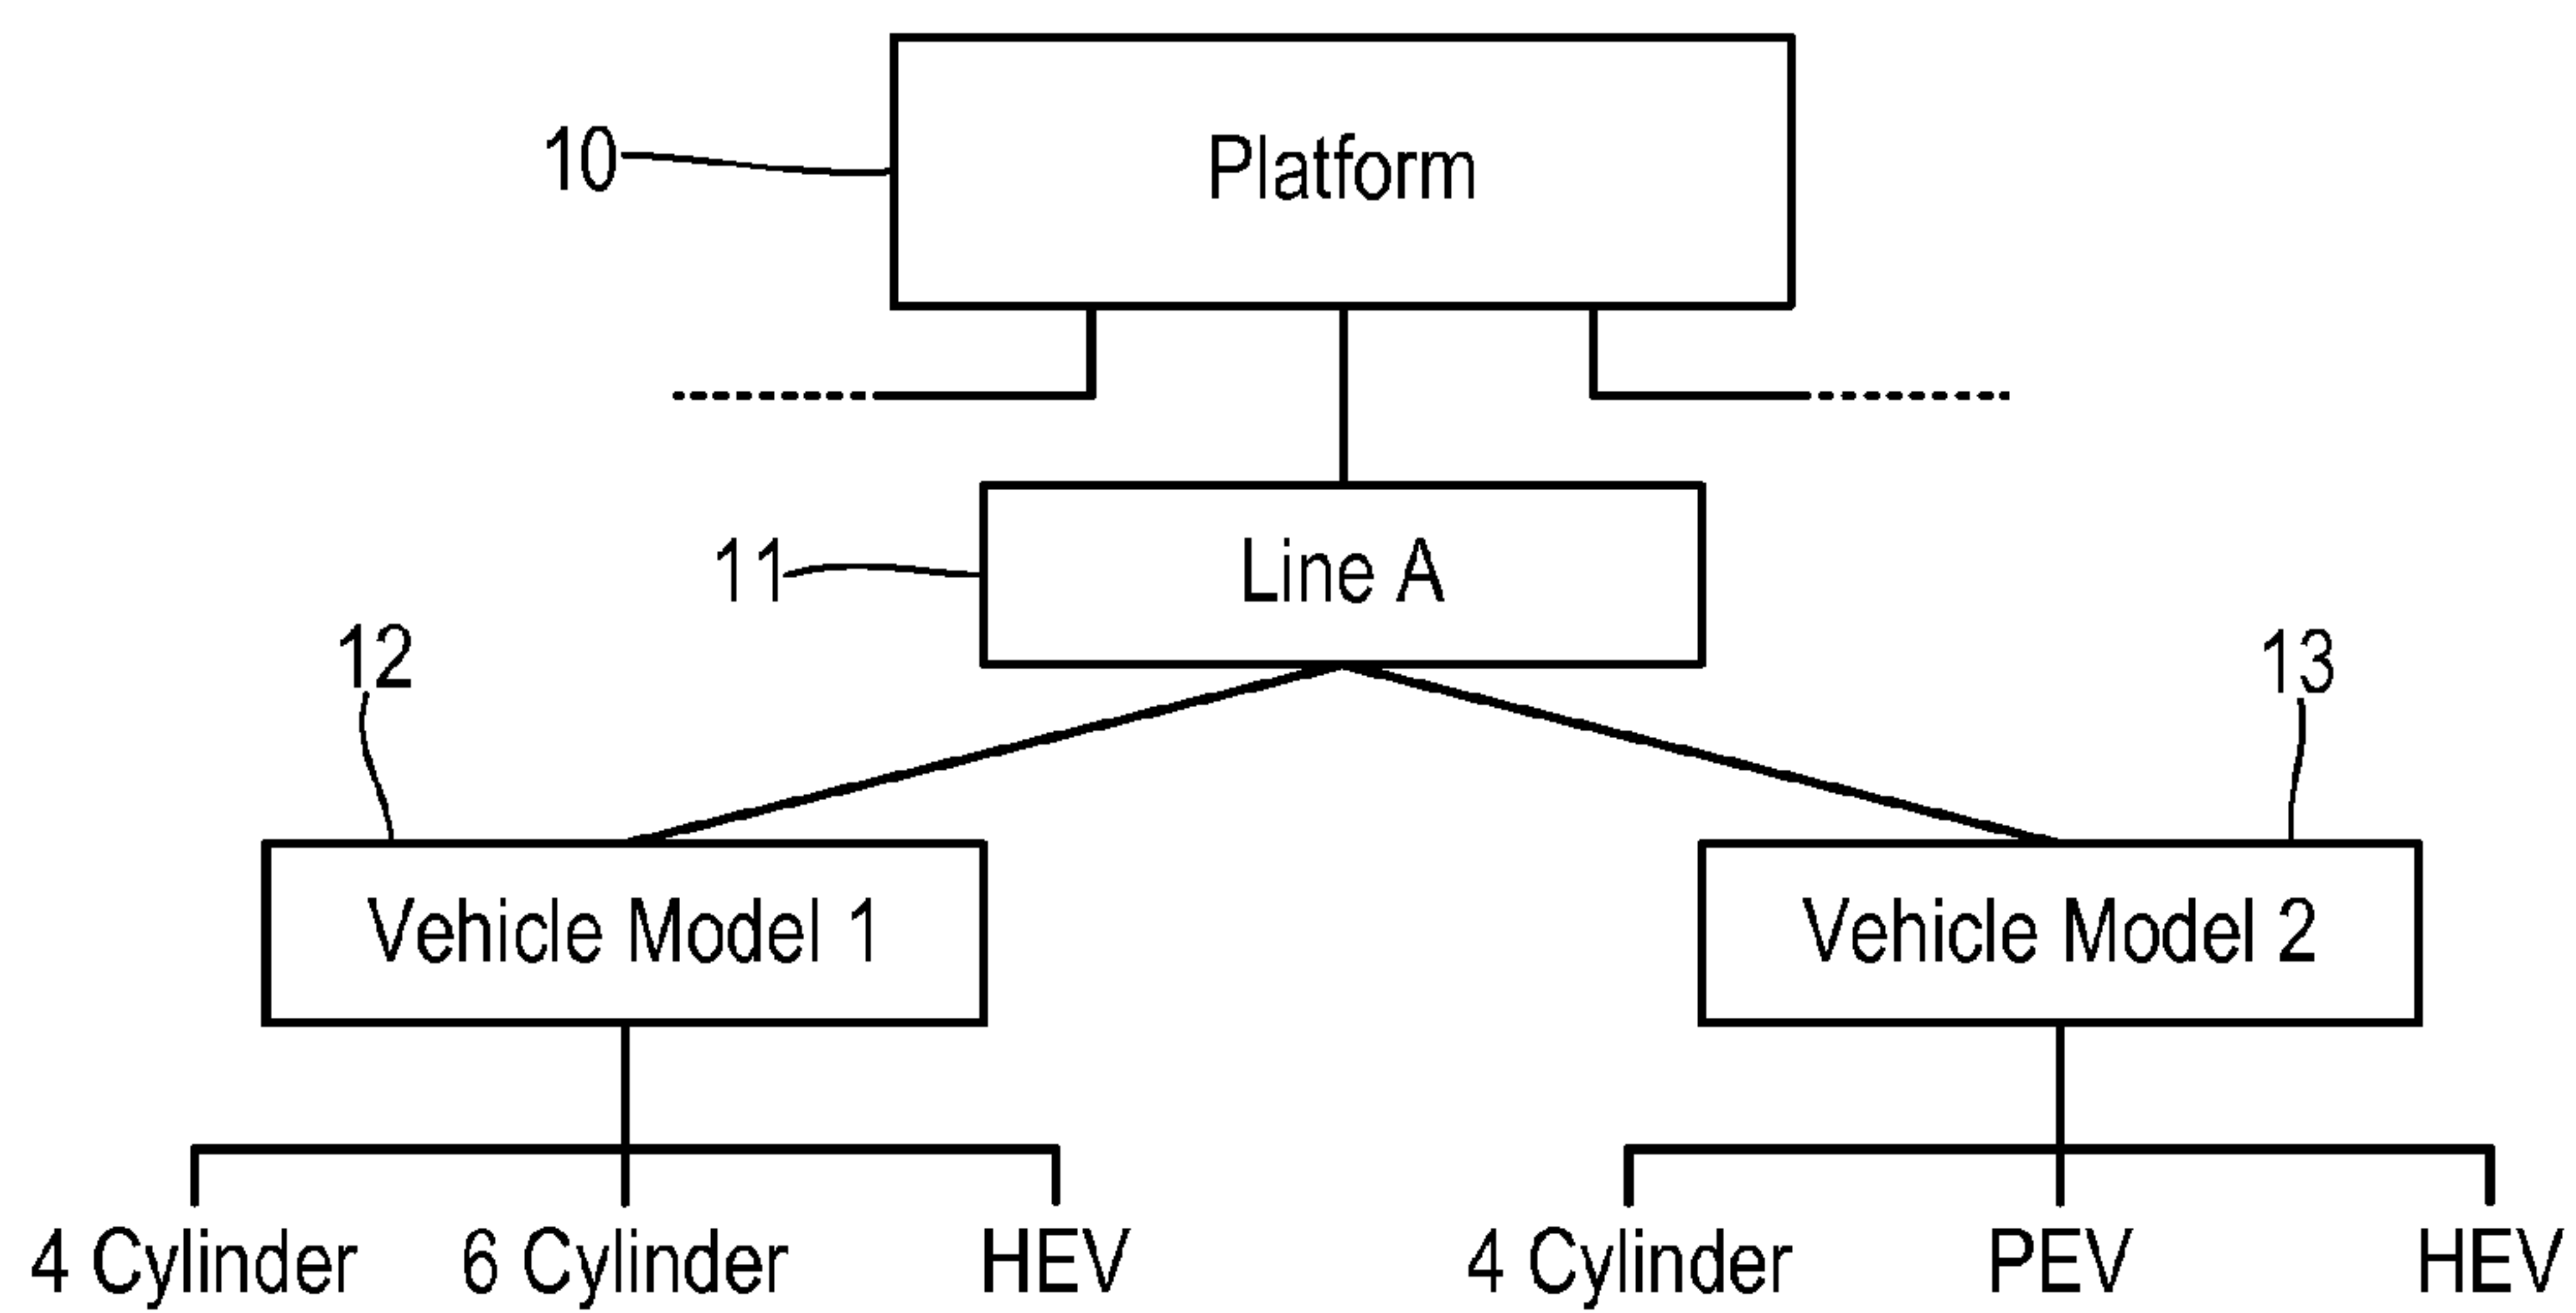 Platform
10
Line A
11
12
13
Vehicle Model 1
Vehicle Model 2
4 Cylinder
6 Cylinder
HEV
4 Cylinder
PEV
HEV